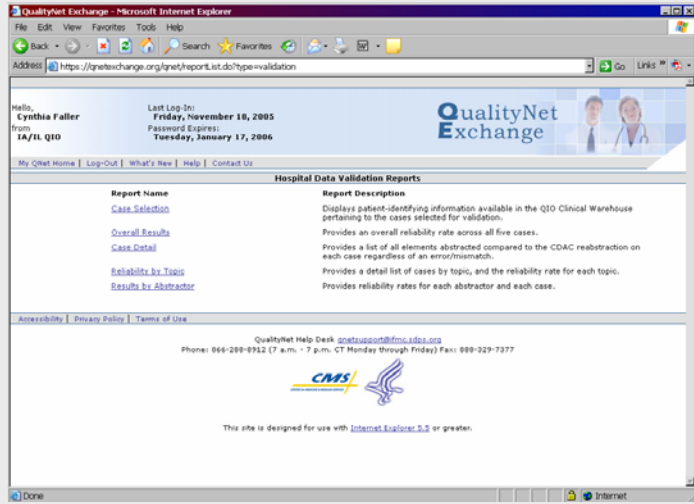 QualityNet Exchange - Microsoft Internet Explorer
File Edit View Favorites Tools Help
Back Search Favorites
Address https://qnetexchange.org/qnet/reportList.do?type=validation Go Links »
Hello,
Cynthia Faller
from
IA/IL QIO
Last Log-In:
Friday, November 18, 2005
Password Expires:
Tuesday, January 17, 2006
QualityNet
Exchange
My QNet Home | Log-Out | What's New | Help | Contact Us
Hospital Data Validation Reports
Report Name Report Description
Case Selection Displays patient-identifying information available in the QIO Clinical Warehouse
pertaining to the cases selected for validation.
Overall Results Provides an overall reliability rate across all five cases.
Case Detail Provides a list of all elements abstracted compared to the CDAC reabstraction on
each case regardless of an error/mismatch.
Reliability by Topic Provides a detail list of cases by topic, and the reliability rate for each topic.
Results by Abstractor Provides reliability rates for each abstractor and each case.
Accessibility | Privacy Policy | Terms of Use
QualityNet Help Desk qnetsupport@ifmc.sdps.org
Phone: 866-288-8912 (7 a.m. - 7 p.m. CT Monday through Friday) Fax: 888-329-7377
CMS
This site is designed for use with Internet Explorer 5.5 or greater.
Done Internet